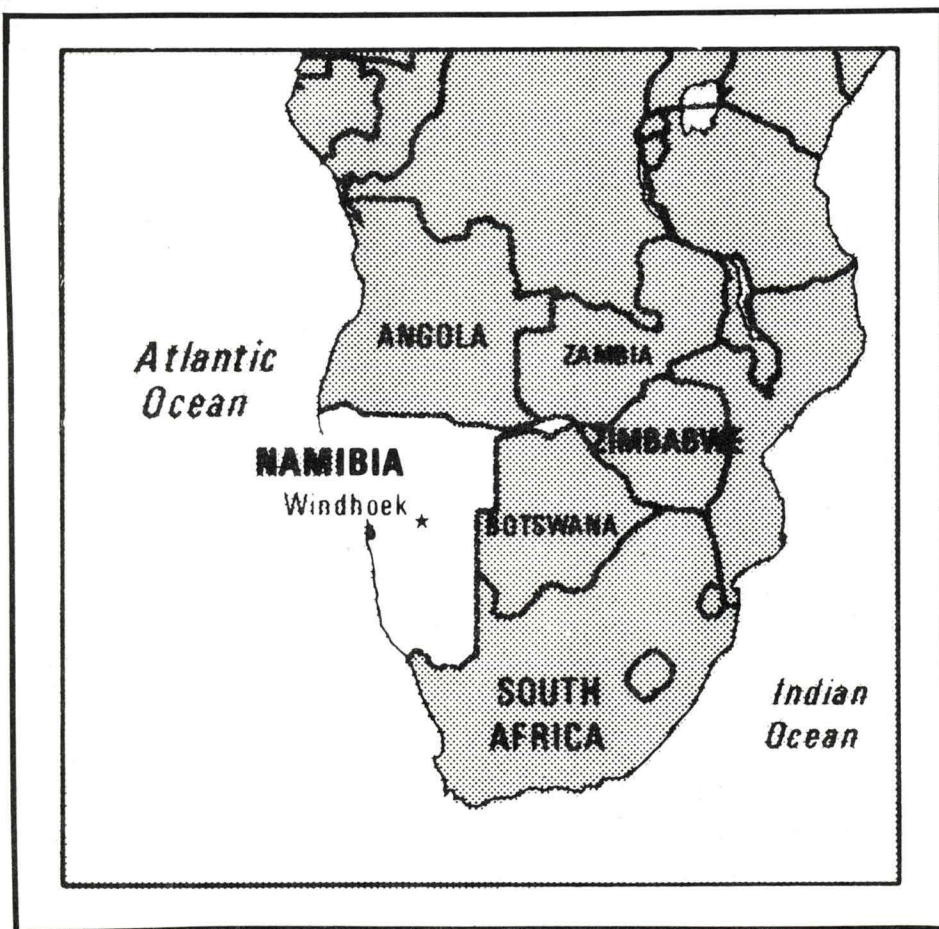 ANGOLA
ZAMBIA
Atlantic
Ocean
ZIMBABWE
NAMIBIA
Windhoek
BOTSWANA
SOUTH
AFRICA
Indian
Ocean